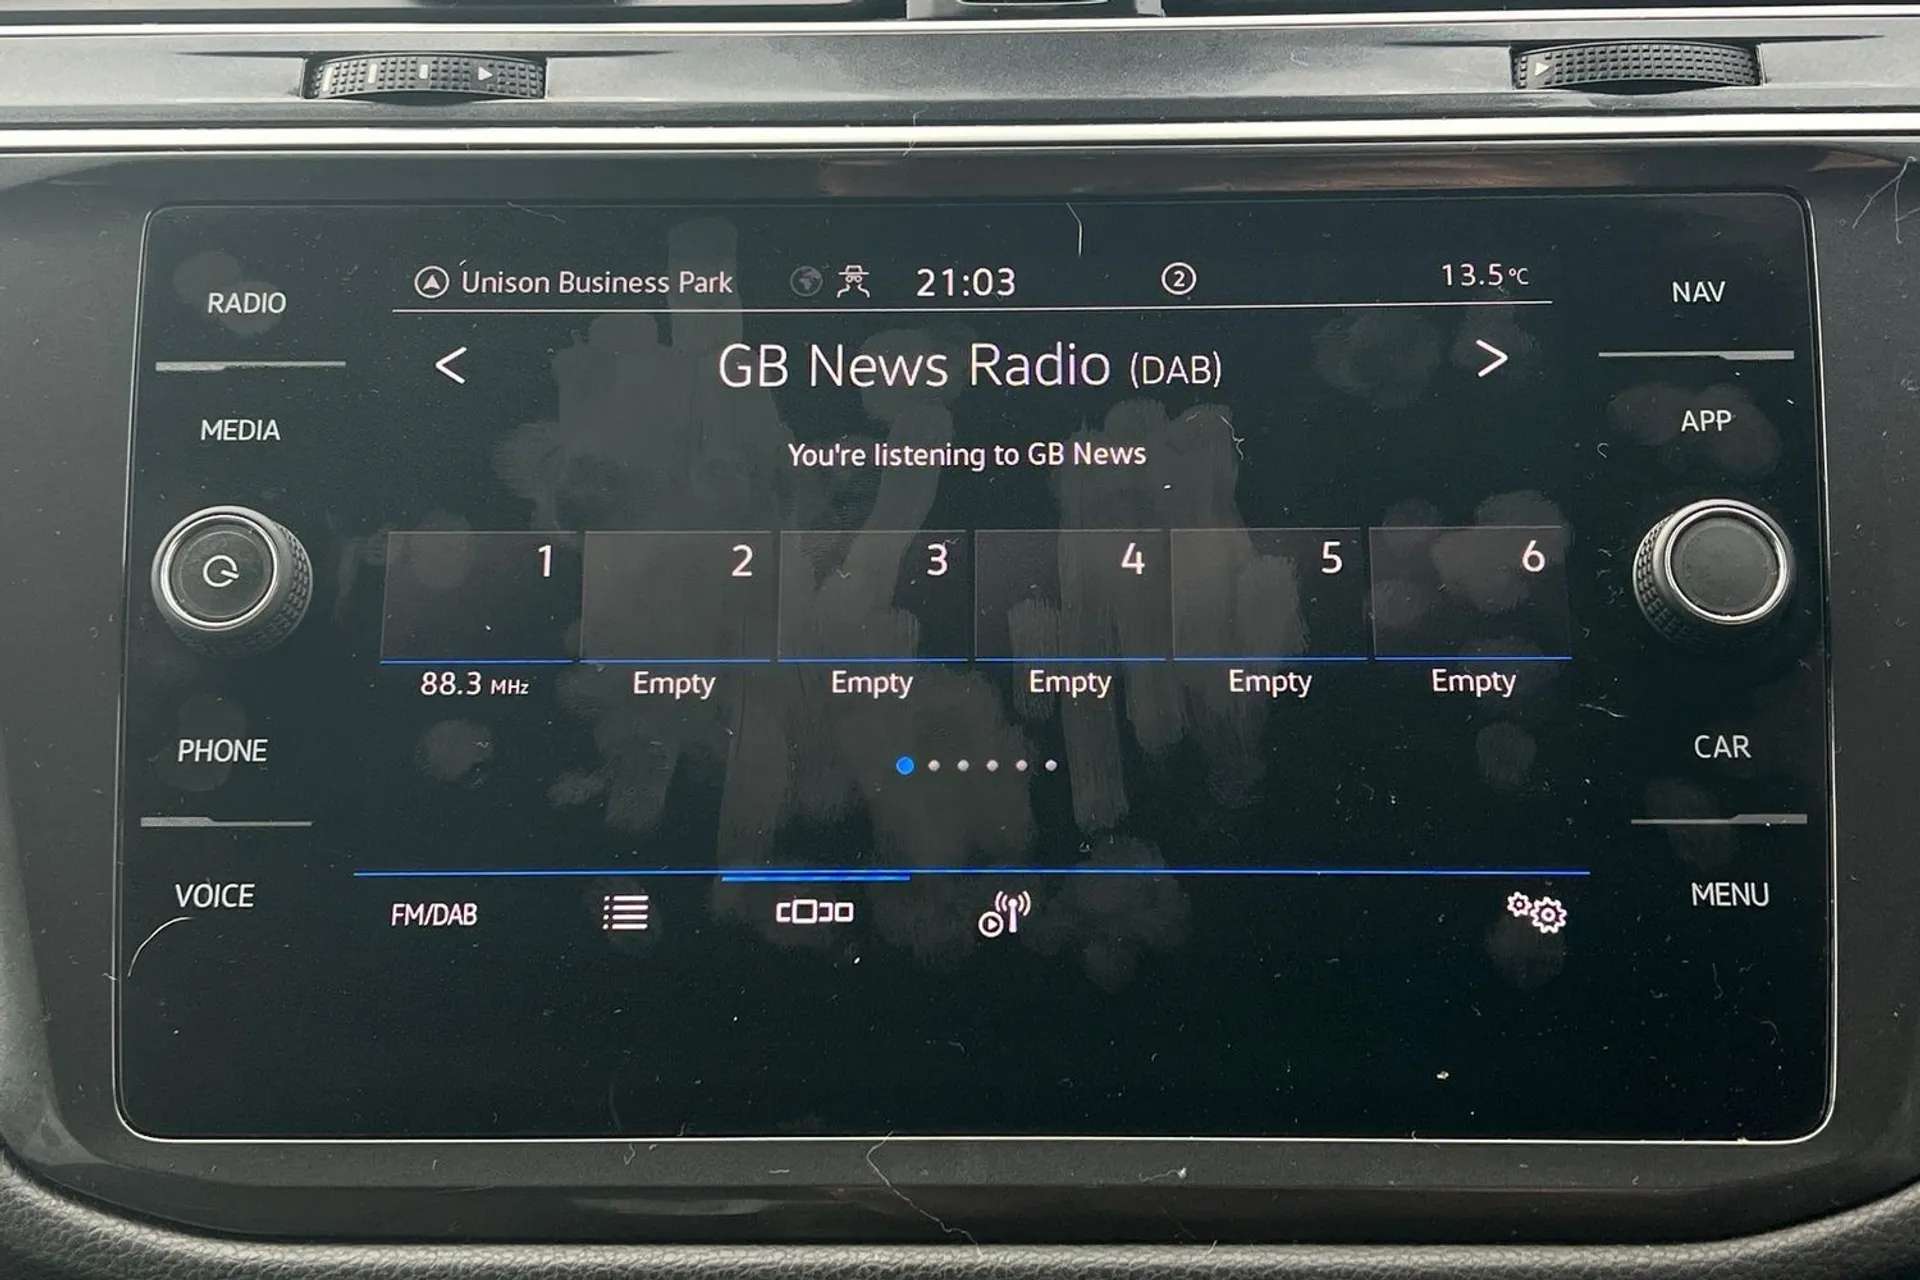 Unison Business Park 21:03 2 13.5°C
RADIO
NAV
GB News Radio (DAB)
MEDIA
APP
You're listening to GB News
1 2 3 4 5 6
88.3 MHz Empty Empty Empty Empty Empty
PHONE
CAR
VOICE
MENU
FM/DAB